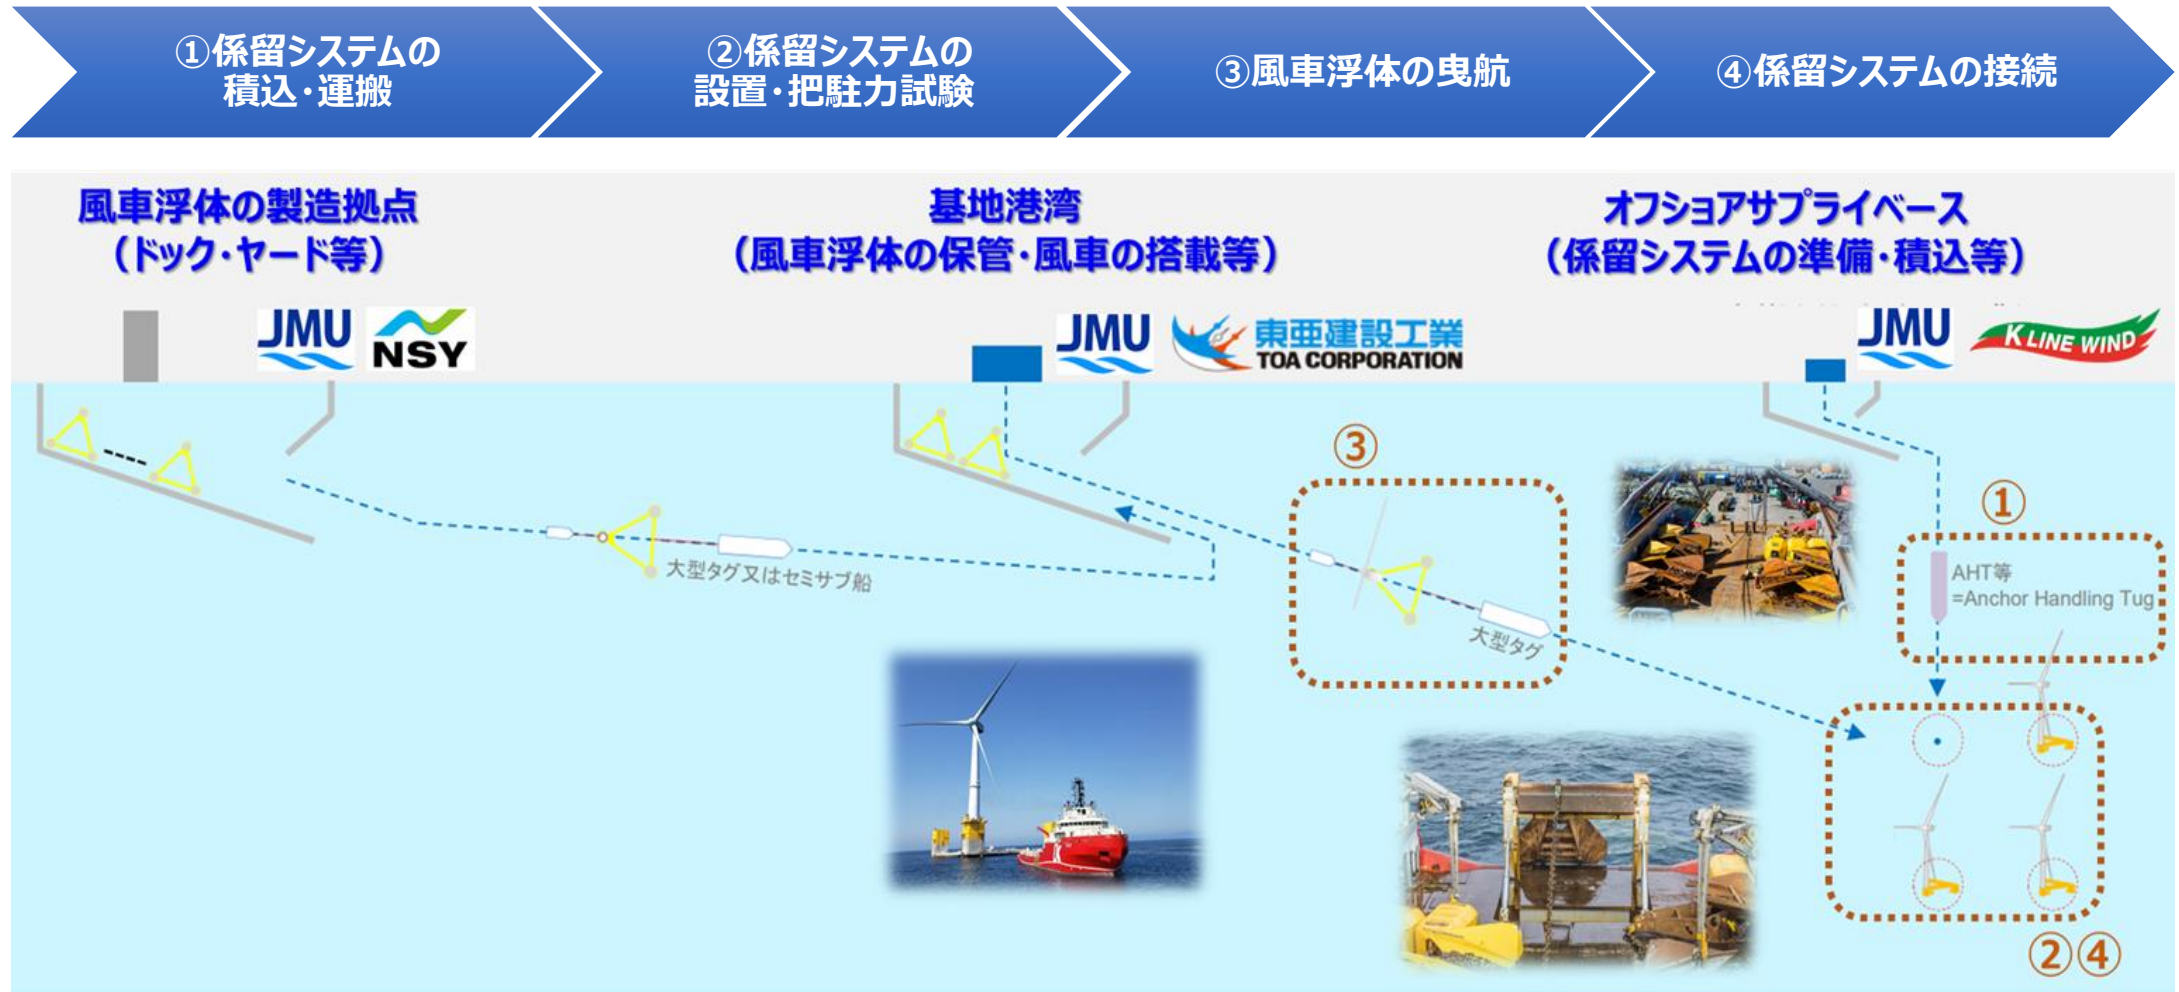 ①係留システムの
積込・運搬
②係留システムの
設置・把駐力試験
③風車浮体の曳航
④係留システムの接続
風車浮体の製造拠点
（ドック・ヤード等）
基地港湾
（風車浮体の保管・風車の搭載等）
オフショアサプライベース
（係留システムの準備・積込等）
JMU
NSY
JMU
東亜建設工業
TOA CORPORATION
JMU
K LINE WIND
③
①
大型タグ又はセミサブ船
AHT等
=Anchor Handling Tug
大型タグ
②④